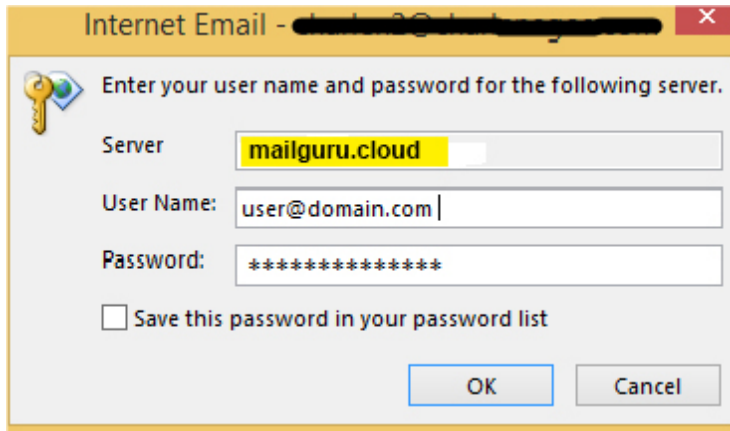 Internet Email -
Enter your user name and password for the following server.
Server
mailguru.cloud
User Name:
user@domain.com
Password:
**************
Save this password in your password list
OK
Cancel